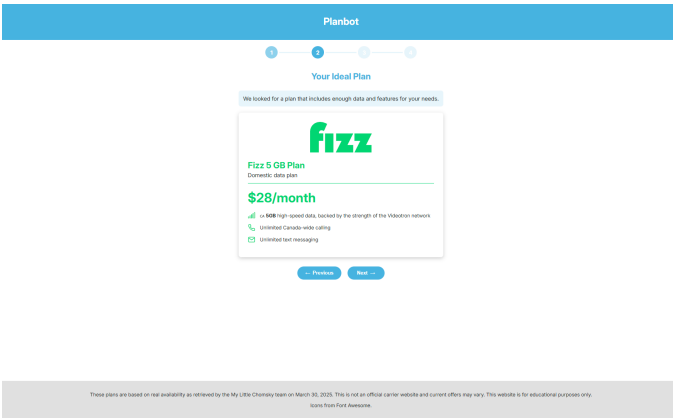 Planbot
1 2 3 4
Your Ideal Plan
We looked for a plan that includes enough data and features for your needs.
fizz
Fizz 5 GB Plan
Domestic data plan
$28/month
CA 5GB high-speed data, backed by the strength of the Videotron network
Unlimited Canada-wide calling
Unlimited text messaging
← Previous Next →
These plans are based on real availability as retrieved by the My Little Chomsky team on March 30, 2025. This is not an official carrier website and current offers may vary. This website is for educational purposes only.
Icons from Font Awesome.